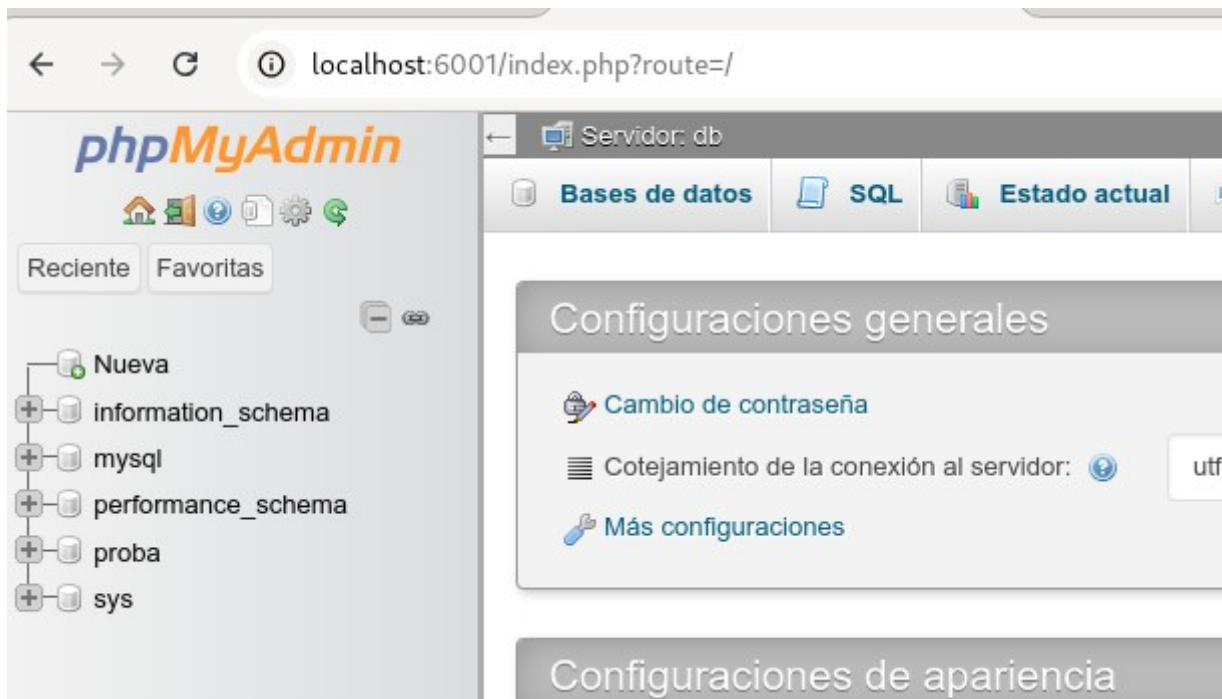 localhost:6001/index.php?route=/
phpMyAdmin
Servidor: db
Bases de datos SQL Estado actual
Reciente Favoritas
Nueva
information_schema
mysql
performance_schema
proba
sys
Configuraciones generales
Cambio de contraseña
Cotejamiento de la conexión al servidor: utf
Más configuraciones
Configuraciones de apariencia